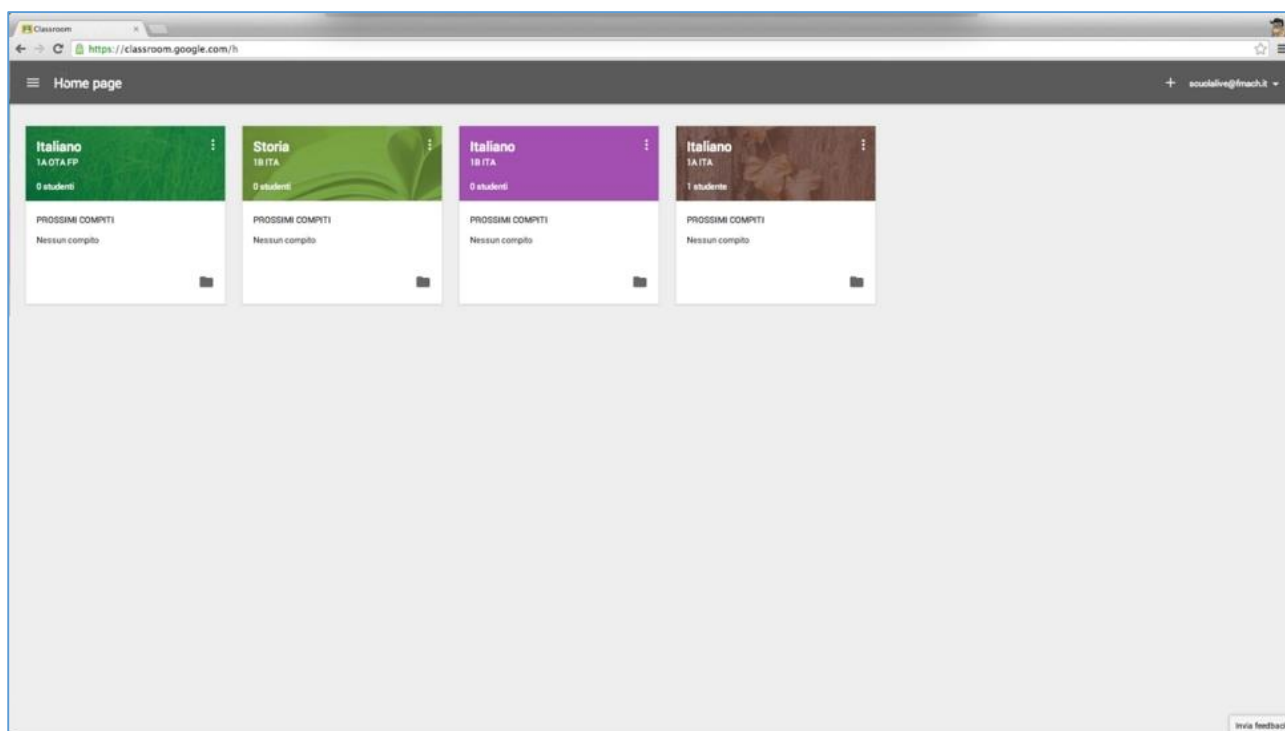 Classroom
https://classroom.google.com/h
Home page
scuolalive@fmach.it
Italiano
1A OTA FP
0 studenti
PROSSIMI COMPITI
Nessun compito
Storia
1B ITA
0 studenti
PROSSIMI COMPITI
Nessun compito
Italiano
1B ITA
0 studenti
PROSSIMI COMPITI
Nessun compito
Italiano
1A ITA
1 studente
PROSSIMI COMPITI
Nessun compito
Invia feedback